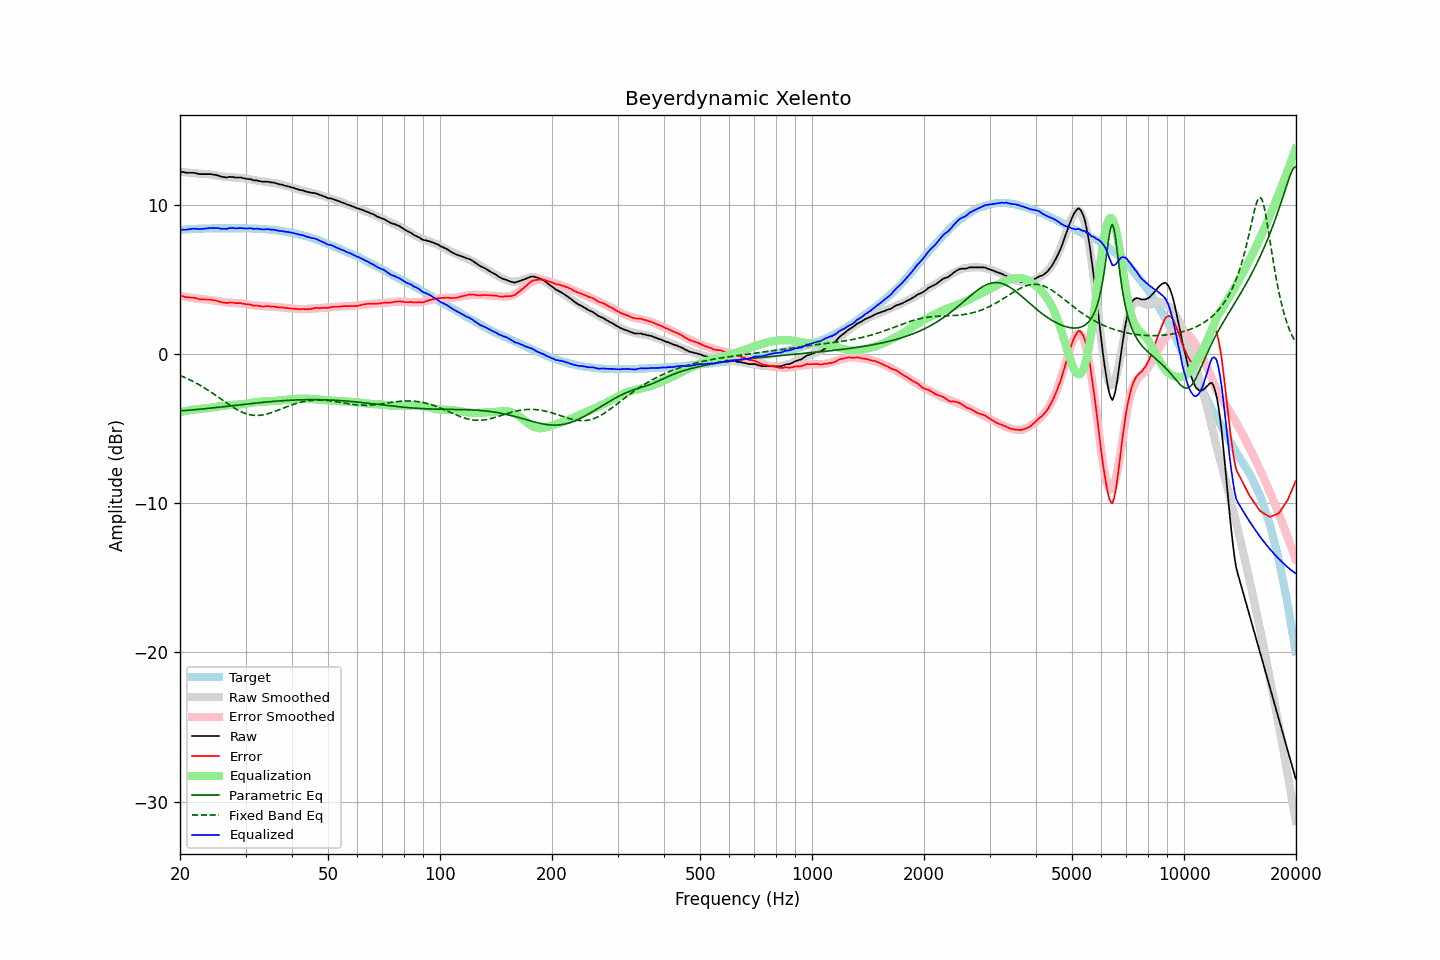 Beyerdynamic Xelento
Amplitude (dBr)
10
0
−10
−20
−30
Target
Raw Smoothed
Error Smoothed
Raw
Error
Equalization
Parametric Eq
Fixed Band Eq
Equalized
20 50 100 200 500 1000 2000 5000 10000 20000
Frequency (Hz)